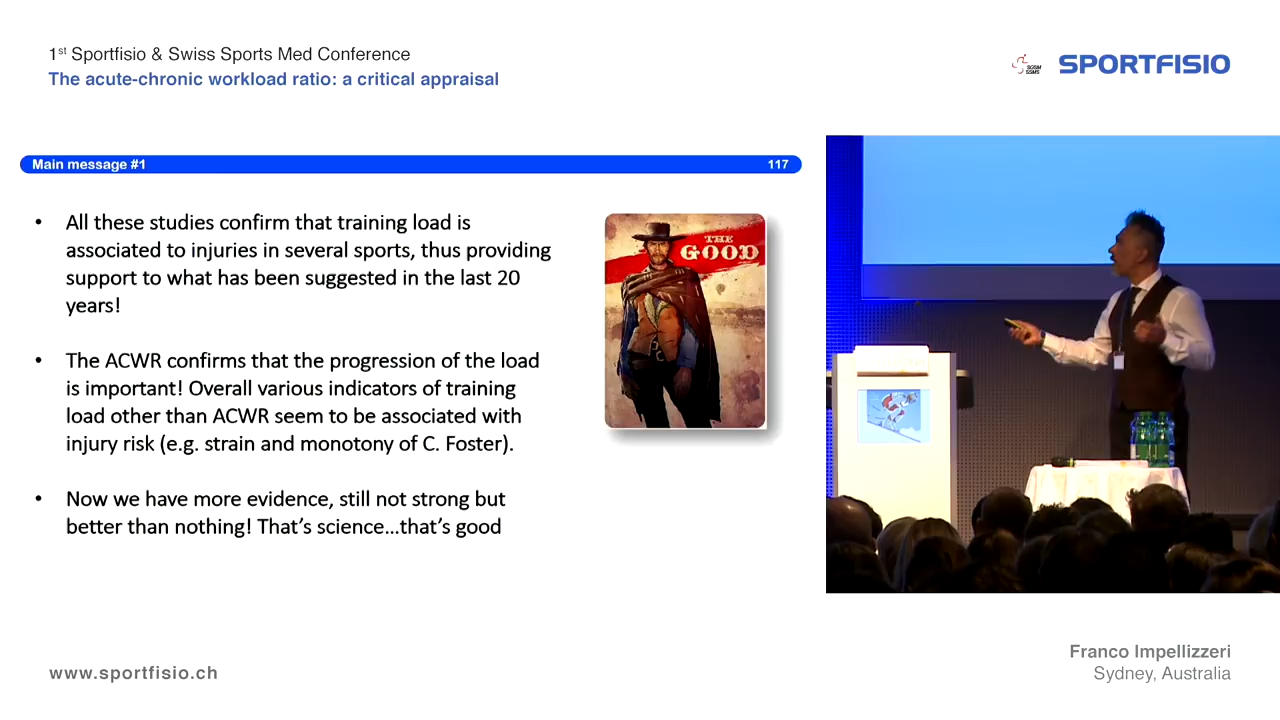 1st Sportfisio & Swiss Sports Med Conference
The acute-chronic workload ratio: a critical appraisal
SGSM
SSMS
SPORTFISIO
Main message #1
117
• All these studies confirm that training load is
associated to injuries in several sports, thus providing
support to what has been suggested in the last 20
years!
• The ACWR confirms that the progression of the load
is important! Overall various indicators of training
load other than ACWR seem to be associated with
injury risk (e.g. strain and monotony of C. Foster).
• Now we have more evidence, still not strong but
better than nothing! That’s science...that’s good
THE
GOOD
www.sportfisio.ch
Franco Impellizzeri
Sydney, Australia